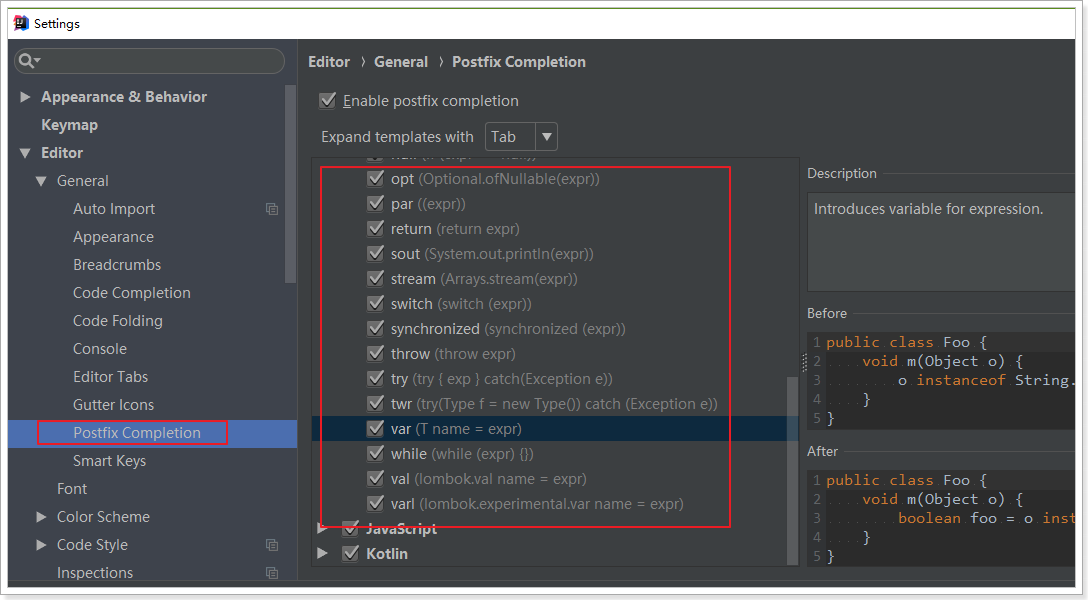 Settings
Appearance & Behavior
Keymap
Editor
General
Auto Import
Appearance
Breadcrumbs
Code Completion
Code Folding
Console
Editor Tabs
Gutter Icons
Postfix Completion
Smart Keys
Font
Color Scheme
Code Style
Inspections
Editor › General › Postfix Completion
Enable postfix completion
Expand templates with Tab
opt (Optional.ofNullable(expr))
par ((expr))
return (return expr)
sout (System.out.println(expr))
stream (Arrays.stream(expr))
switch (switch (expr))
synchronized (synchronized (expr))
throw (throw expr)
try (try { exp } catch(Exception e))
twr (try(Type f = new Type()) catch (Exception e))
var (T name = expr)
while (while (expr) {})
val (lombok.val name = expr)
varl (lombok.experimental.var name = expr)
JavaScript
Kotlin
Description
Introduces variable for expression.
Before
1 public class Foo {
2 void m(Object o) {
3 o instanceof String.
4 }
5 }
After
1 public class Foo {
2 void m(Object o) {
3 boolean foo = o inst
4 }
5 }